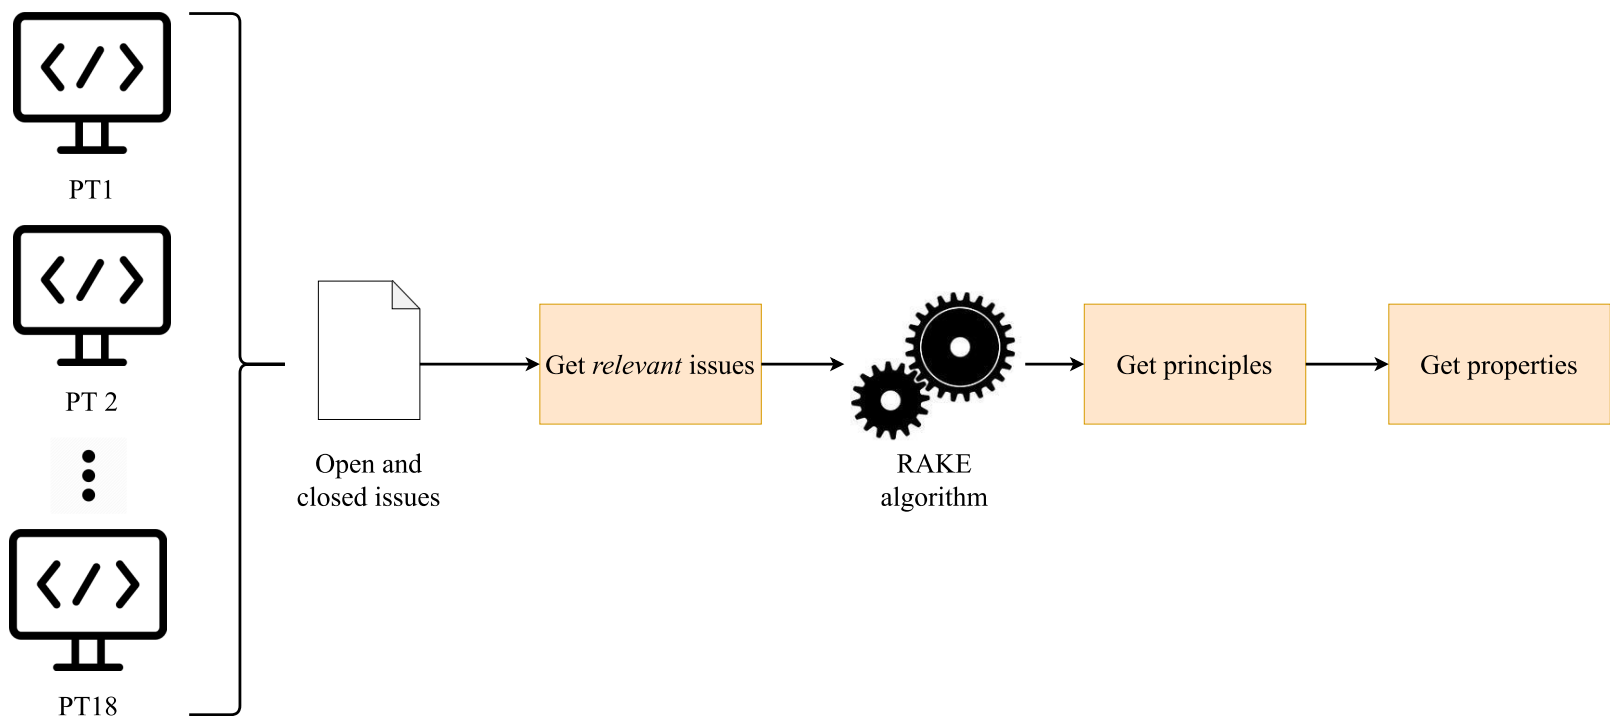 PT1
PT 2
PT18
Open and
closed issues
Get relevant issues
RAKE
algorithm
Get principles
Get properties